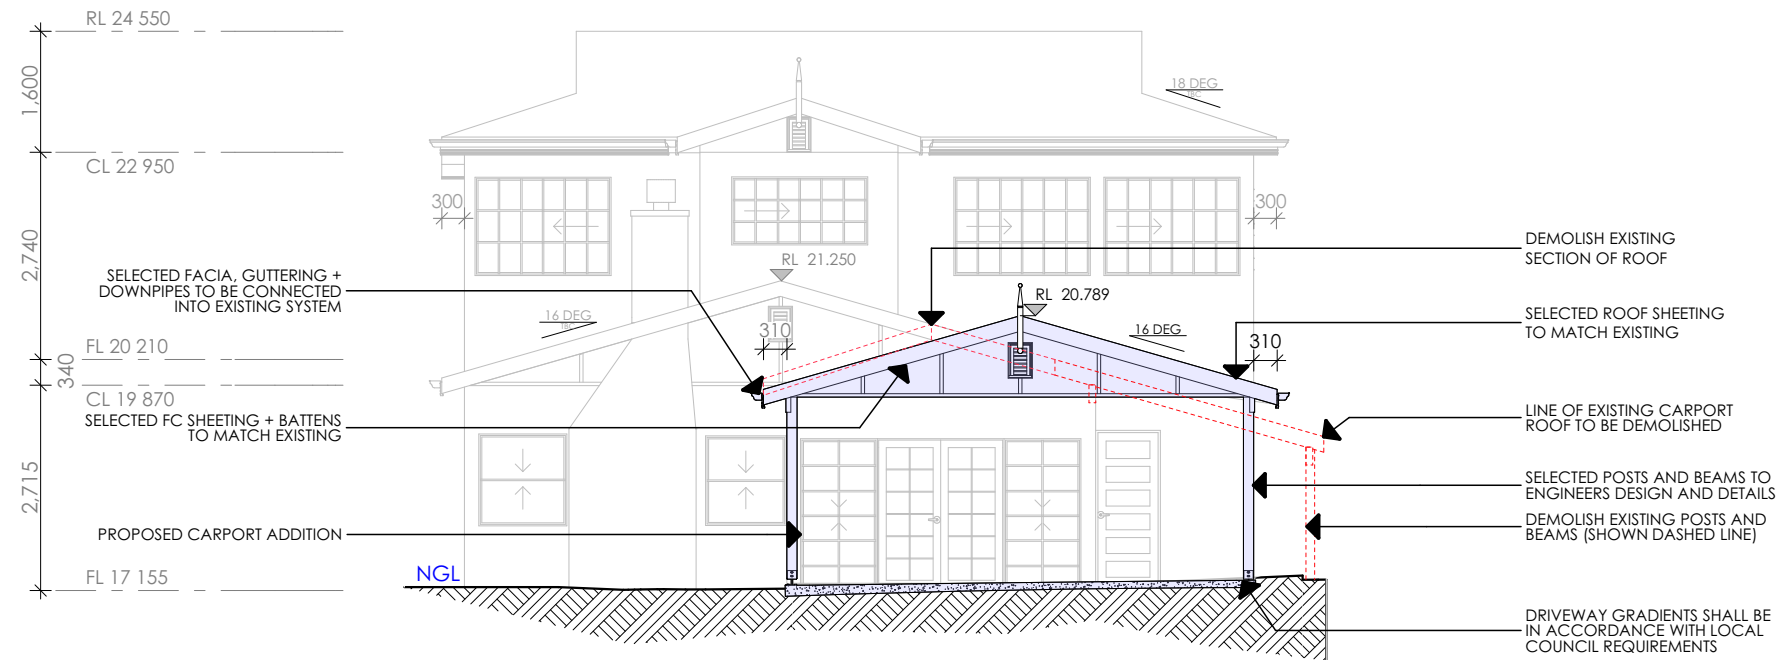 RL 24 550
1,600
CL 22 950
2,740
FL 20 210
340
CL 19 870
2,715
FL 17 155
18 DEG
300
300
RL 21.250
16 DEG
310
RL 20.789
16 DEG
310
NGL
SELECTED FACIA, GUTTERING +
DOWNPIPES TO BE CONNECTED
INTO EXISTING SYSTEM
SELECTED FC SHEETING + BATTENS
TO MATCH EXISTING
PROPOSED CARPORT ADDITION
DEMOLISH EXISTING
SECTION OF ROOF
SELECTED ROOF SHEETING
TO MATCH EXISTING
LINE OF EXISTING CARPORT
ROOF TO BE DEMOLISHED
SELECTED POSTS AND BEAMS TO
ENGINEERS DESIGN AND DETAILS
DEMOLISH EXISTING POSTS AND
BEAMS (SHOWN DASHED LINE)
DRIVEWAY GRADIENTS SHALL BE
IN ACCORDANCE WITH LOCAL
COUNCIL REQUIREMENTS